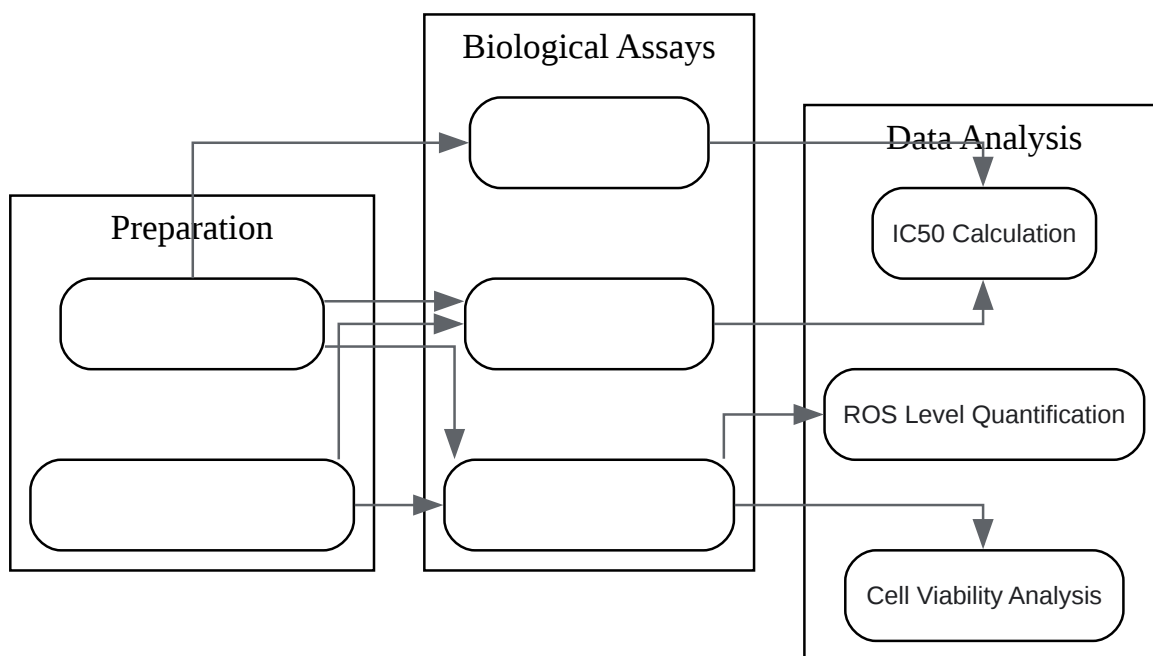 Biological Assays
Data Analysis
Preparation
IC50 Calculation
ROS Level Quantification
Cell Viability Analysis